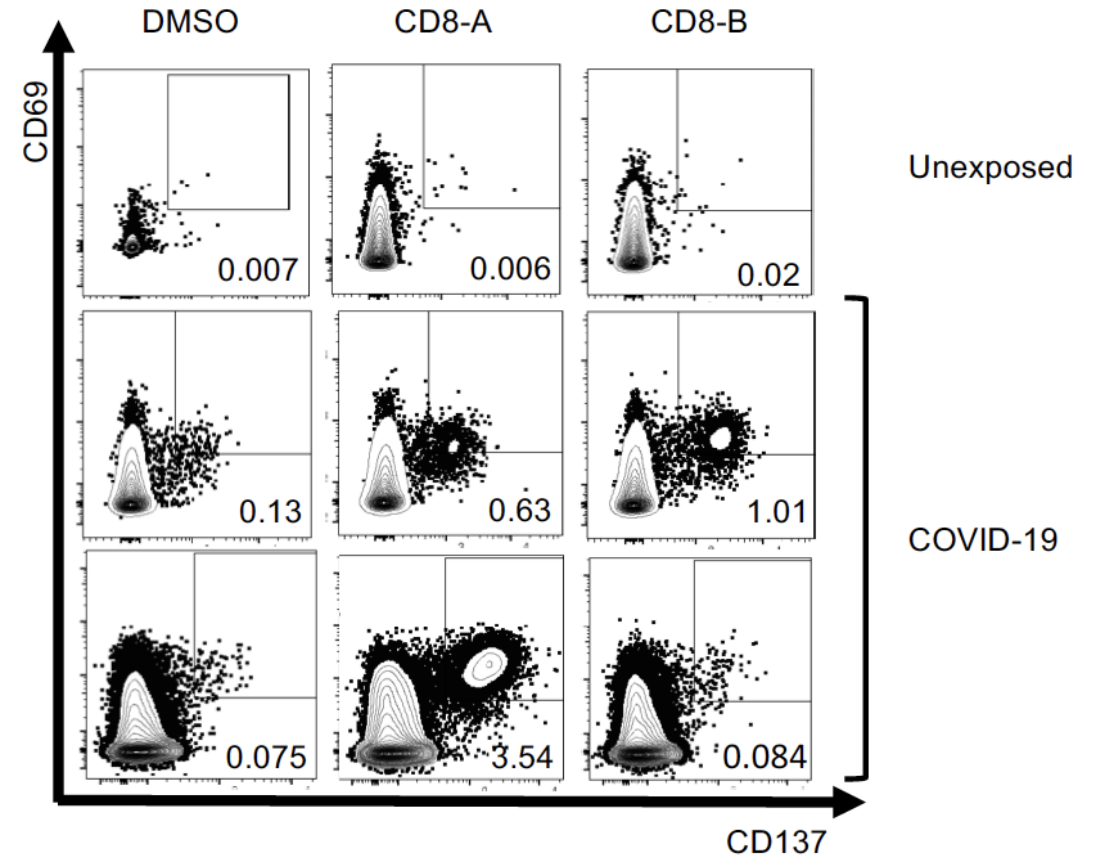 DMSO CD8-A CD8-B
CD69
Unexposed
0.007 0.006 0.02
0.13 0.63 1.01
COVID-19
0.075 3.54 0.084
CD137